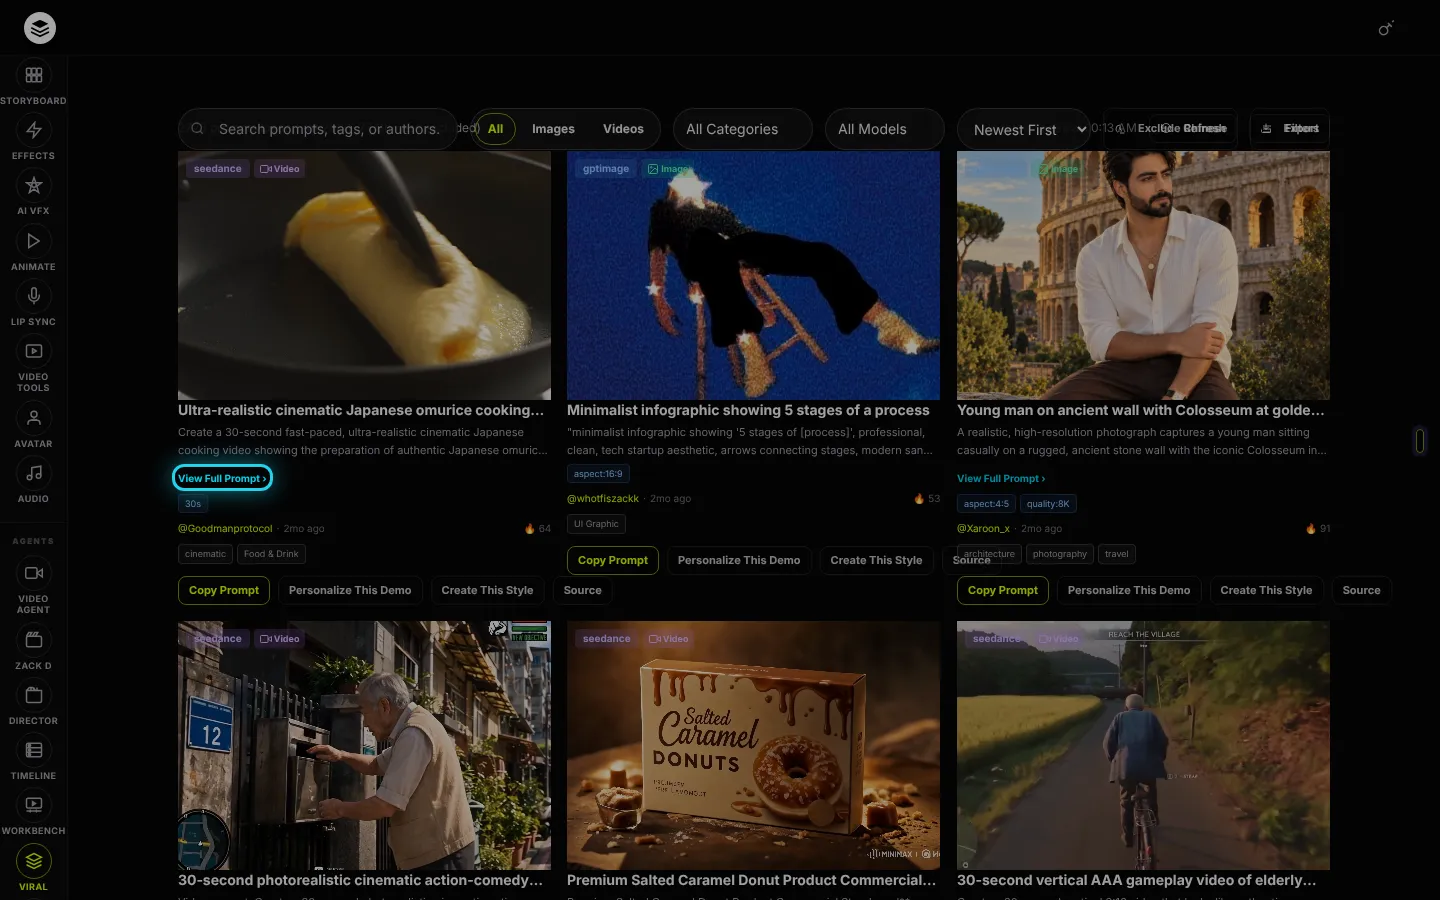 Search prompts, tags, or authors.
ded)
All
Images
Videos
All Categories
All Models
Newest First
0:13 AM
STORYBOARD
EFFECTS
AI VFX
ANIMATE
LIP SYNC
VIDEO
TOOLS
AVATAR
AUDIO
AGENTS
VIDEO
AGENT
ZACK D
DIRECTOR
TIMELINE
WORKBENCH
VIRAL
seedance
Video
Ultra-realistic cinematic Japanese omurice cooking...
Create a 30-second fast-paced, ultra-realistic cinematic Japanese
cooking video showing the preparation of authentic Japanese omuric...
View Full Prompt ›
30s
@Goodmanprotocol · 2mo ago
64
cinematic
Food & Drink
Copy Prompt
Personalize This Demo
Create This Style
Source
gptimage
Image
Minimalist infographic showing 5 stages of a process
"minimalist infographic showing '5 stages of [process]', professional,
clean, tech startup aesthetic, arrows connecting stages, modern san...
aspect:16:9
@whotfiszackk · 2mo ago
53
UI Graphic
Copy Prompt
Personalize This Demo
Create This Style
Source
Image
Young man on ancient wall with Colosseum at golde...
A realistic, high-resolution photograph captures a young man sitting
casually on a rugged, ancient stone wall with the iconic Colosseum in...
View Full Prompt ›
aspect:4:5
quality:8K
@Xaroon_x · 2mo ago
91
architecture
photography
travel
Copy Prompt
Personalize This Demo
Create This Style
Source
seedance
Video
12
30-second photorealistic cinematic action-comedy...
seedance
Video
Salted
Caramel
DONUTS
MINIMAX
Premium Salted Caramel Donut Product Commercial...
seedance
Video
REACH THE VILLAGE
30-second vertical AAA gameplay video of elderly...